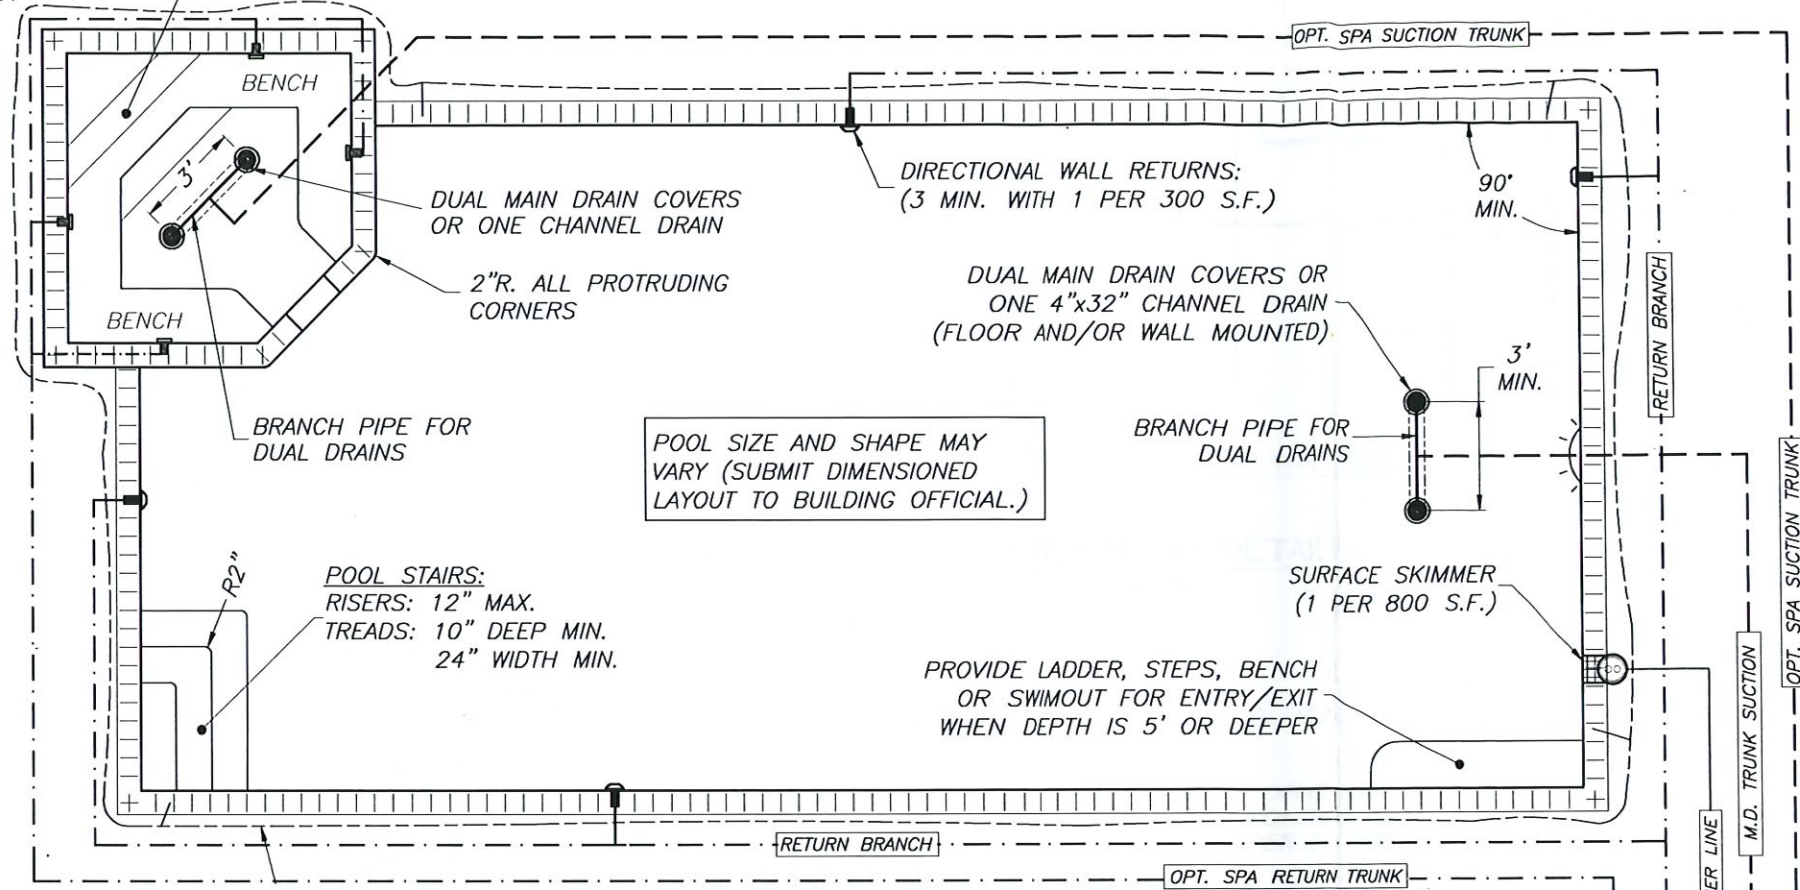 OPT. SPA SUCTION TRUNK
BENCH
3'
DUAL MAIN DRAIN COVERS
OR ONE CHANNEL DRAIN
DIRECTIONAL WALL RETURNS:
(3 MIN. WITH 1 PER 300 S.F.)
90°
MIN.
2"R. ALL PROTRUDING
CORNERS
BENCH
DUAL MAIN DRAIN COVERS OR
ONE 4"x32" CHANNEL DRAIN
(FLOOR AND/OR WALL MOUNTED)
3'
MIN.
RETURN BRANCH
BRANCH PIPE FOR
DUAL DRAINS
POOL SIZE AND SHAPE MAY
VARY (SUBMIT DIMENSIONED
LAYOUT TO BUILDING OFFICIAL.)
BRANCH PIPE FOR
DUAL DRAINS
OPT. SPA SUCTION TRUNK
R2"
POOL STAIRS:
RISERS: 12" MAX.
TREADS: 10" DEEP MIN.
24" WIDTH MIN.
SURFACE SKIMMER
(1 PER 800 S.F.)
PROVIDE LADDER, STEPS, BENCH
OR SWIMOUT FOR ENTRY/EXIT
WHEN DEPTH IS 5' OR DEEPER
M.D. TRUNK SUCTION
ER LINE
RETURN BRANCH
OPT. SPA RETURN TRUNK